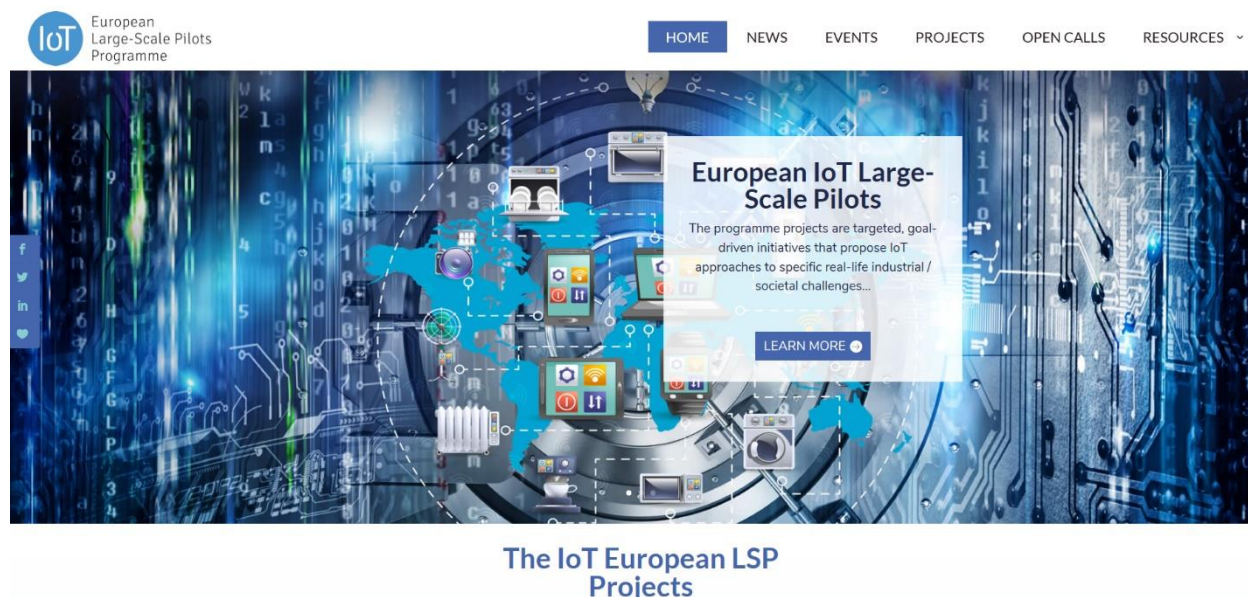 IoT
European
Large-Scale Pilots
Programme
HOME NEWS EVENTS PROJECTS OPEN CALLS RESOURCES
European IoT Large-
Scale Pilots
The programme projects are targeted, goal-
driven initiatives that propose IoT
approaches to specific real-life industrial /
societal challenges...
LEARN MORE
The IoT European LSP
Projects